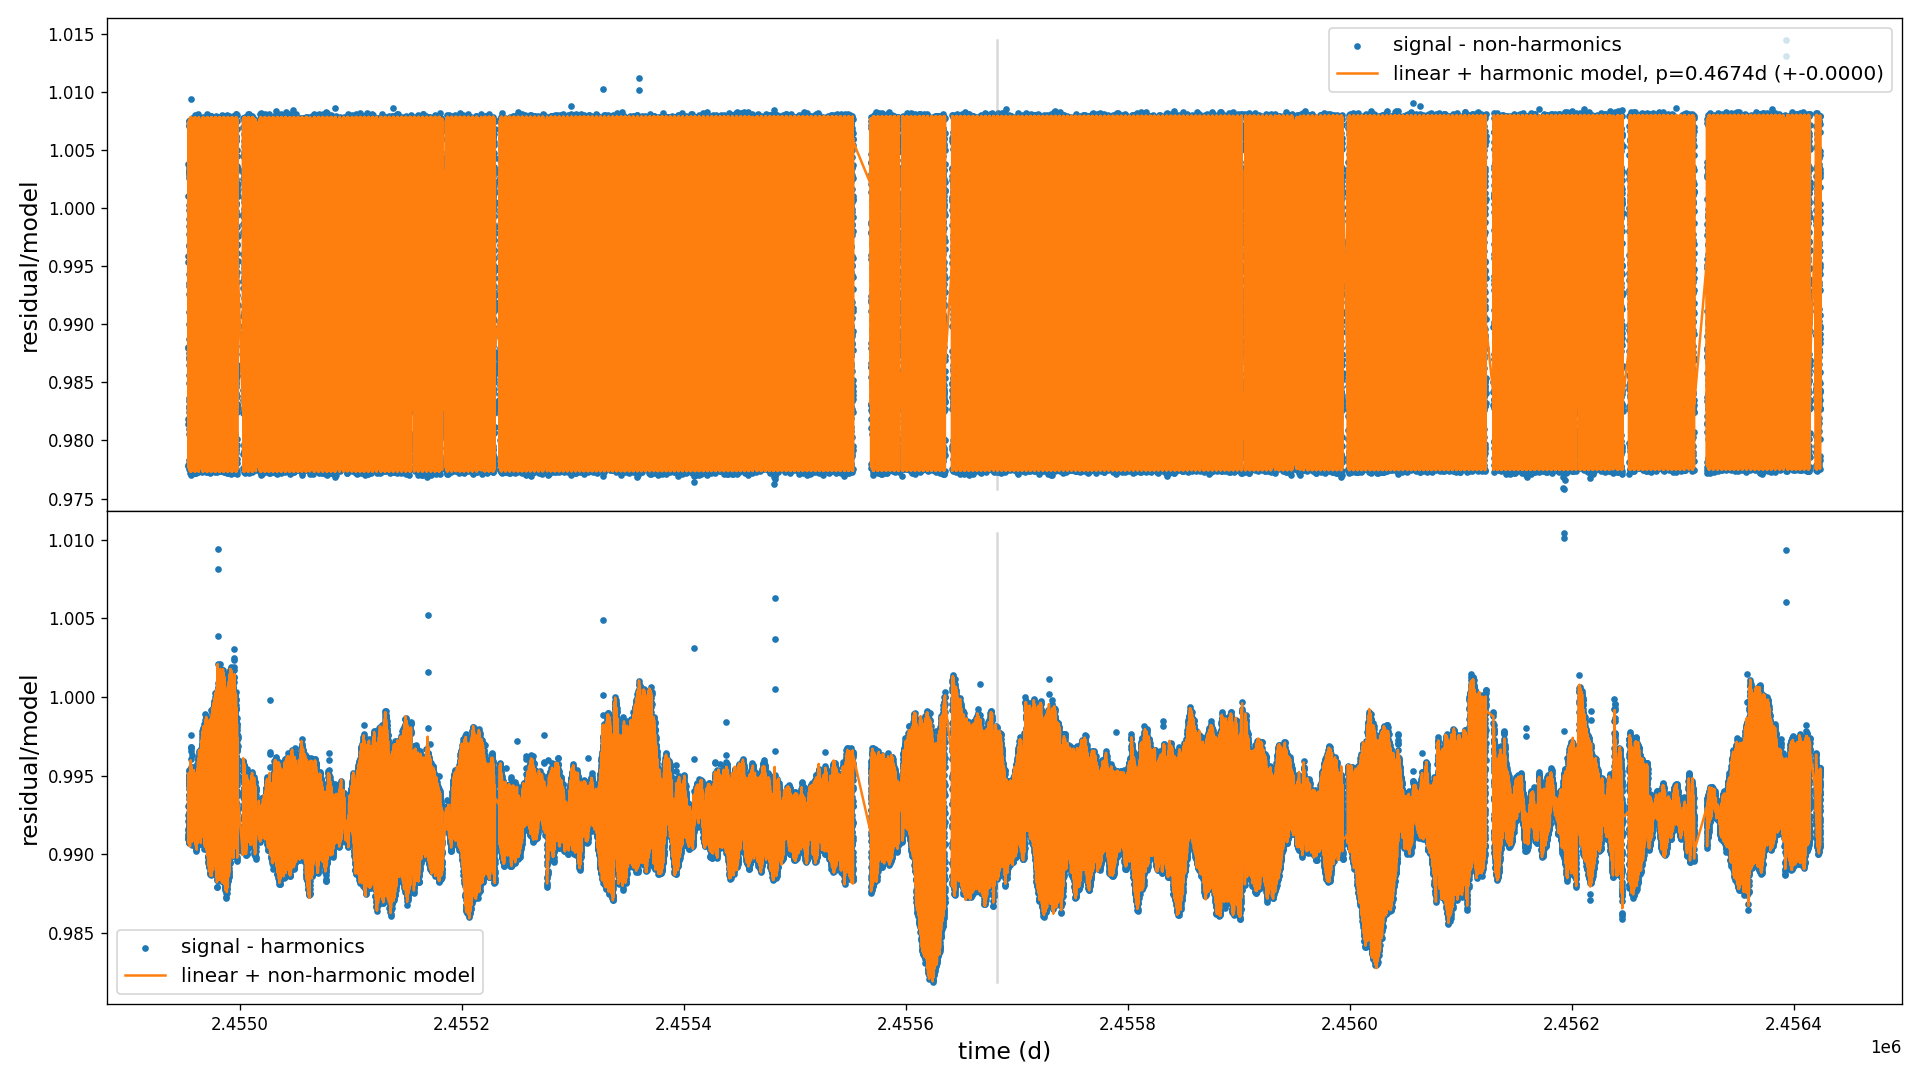 1.015
1.010
1.005
1.000
0.995
0.990
0.985
0.980
0.975
residual/model
signal - non-harmonics
linear + harmonic model, p=0.4674d (+-0.0000)
1.010
1.005
1.000
0.995
0.990
0.985
residual/model
signal - harmonics
linear + non-harmonic model
2.4550
2.4552
2.4554
2.4556
2.4558
2.4560
2.4562
2.4564
1e6
time (d)